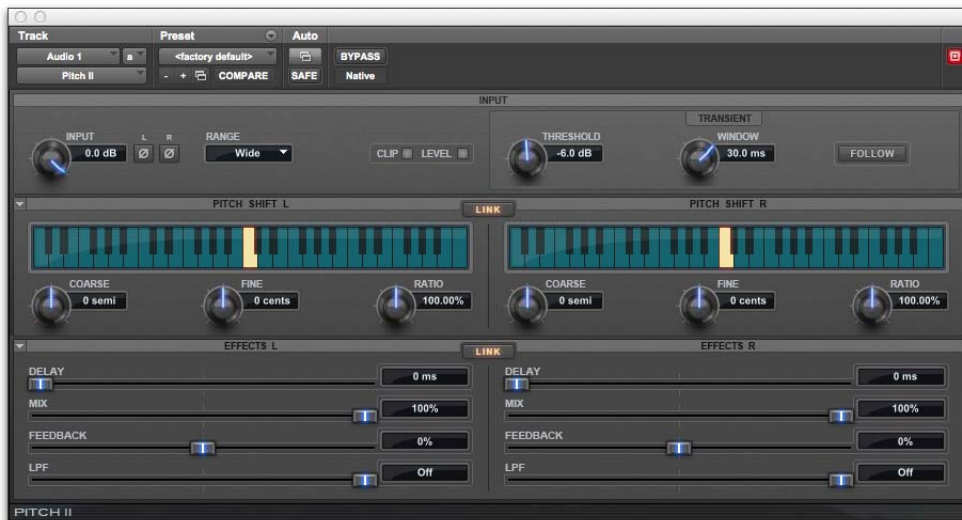 Track Preset Auto
Audio 1 a <factory default> BYPASS
Pitch II - + COMPARE SAFE Native
INPUT
TRANSIENT
INPUT L R RANGE THRESHOLD WINDOW
0.0 dB Ø Ø Wide CLIP LEVEL -6.0 dB 30.0 ms FOLLOW
PITCH SHIFT L LINK PITCH SHIFT R
COARSE FINE RATIO COARSE FINE RATIO
0 semi 0 cents 100.00% 0 semi 0 cents 100.00%
EFFECTS L LINK EFFECTS R
DELAY 0 ms DELAY 0 ms
MIX 100% MIX 100%
FEEDBACK 0% FEEDBACK 0%
LPF Off LPF Off
PITCH II